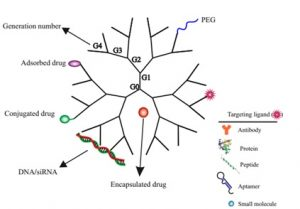 Generation number
PEG
G4
G3
G2
Adsorbed drug
G1
G0
Targeting ligand
Conjugated drug
Antibody
Protein
Peptide
DNA/siRNA
Aptamer
Encapsulated drug
Small molecule